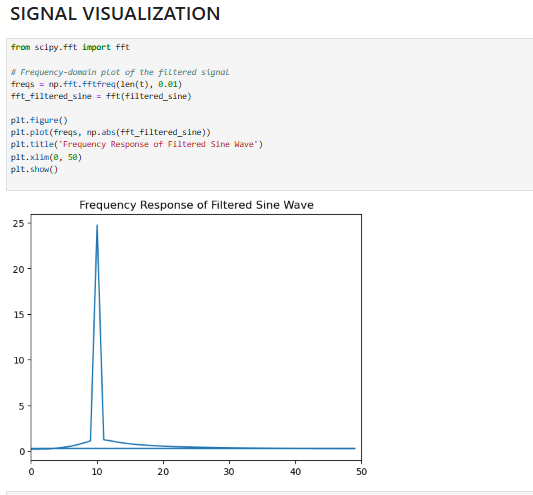 SIGNAL VISUALIZATION
from scipy.fft import fft
# Frequency-domain plot of the filtered signal
freqs = np.fft.fftfreq(len(t), 0.01)
fft_filtered_sine = fft(filtered_sine)
plt.figure()
plt.plot(freqs, np.abs(fft_filtered_sine))
plt.title('Frequency Response of Filtered Sine Wave')
plt.xlim(0, 50)
plt.show()
Frequency Response of Filtered Sine Wave
25
20
15
10
5
0
0 10 20 30 40 50